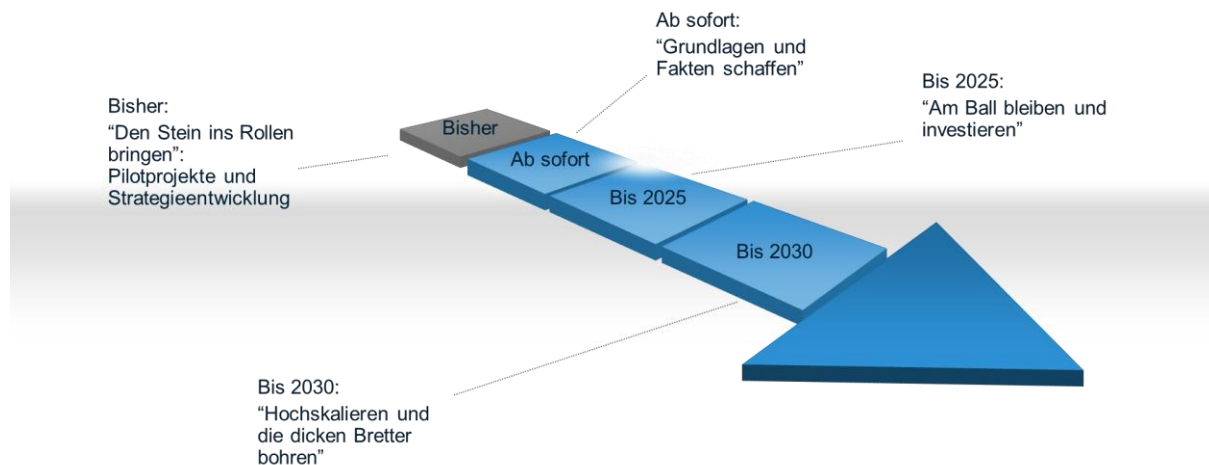 Ab sofort:
“Grundlagen und
Fakten schaffen”
Bis 2025:
“Am Ball bleiben und
investieren”
Bisher:
“Den Stein ins Rollen
bringen”:
Pilotprojekte und
Strategieentwicklung
Bisher
Ab sofort
Bis 2025
Bis 2030
Bis 2030:
“Hochskalieren und
die dicken Bretter
bohren”